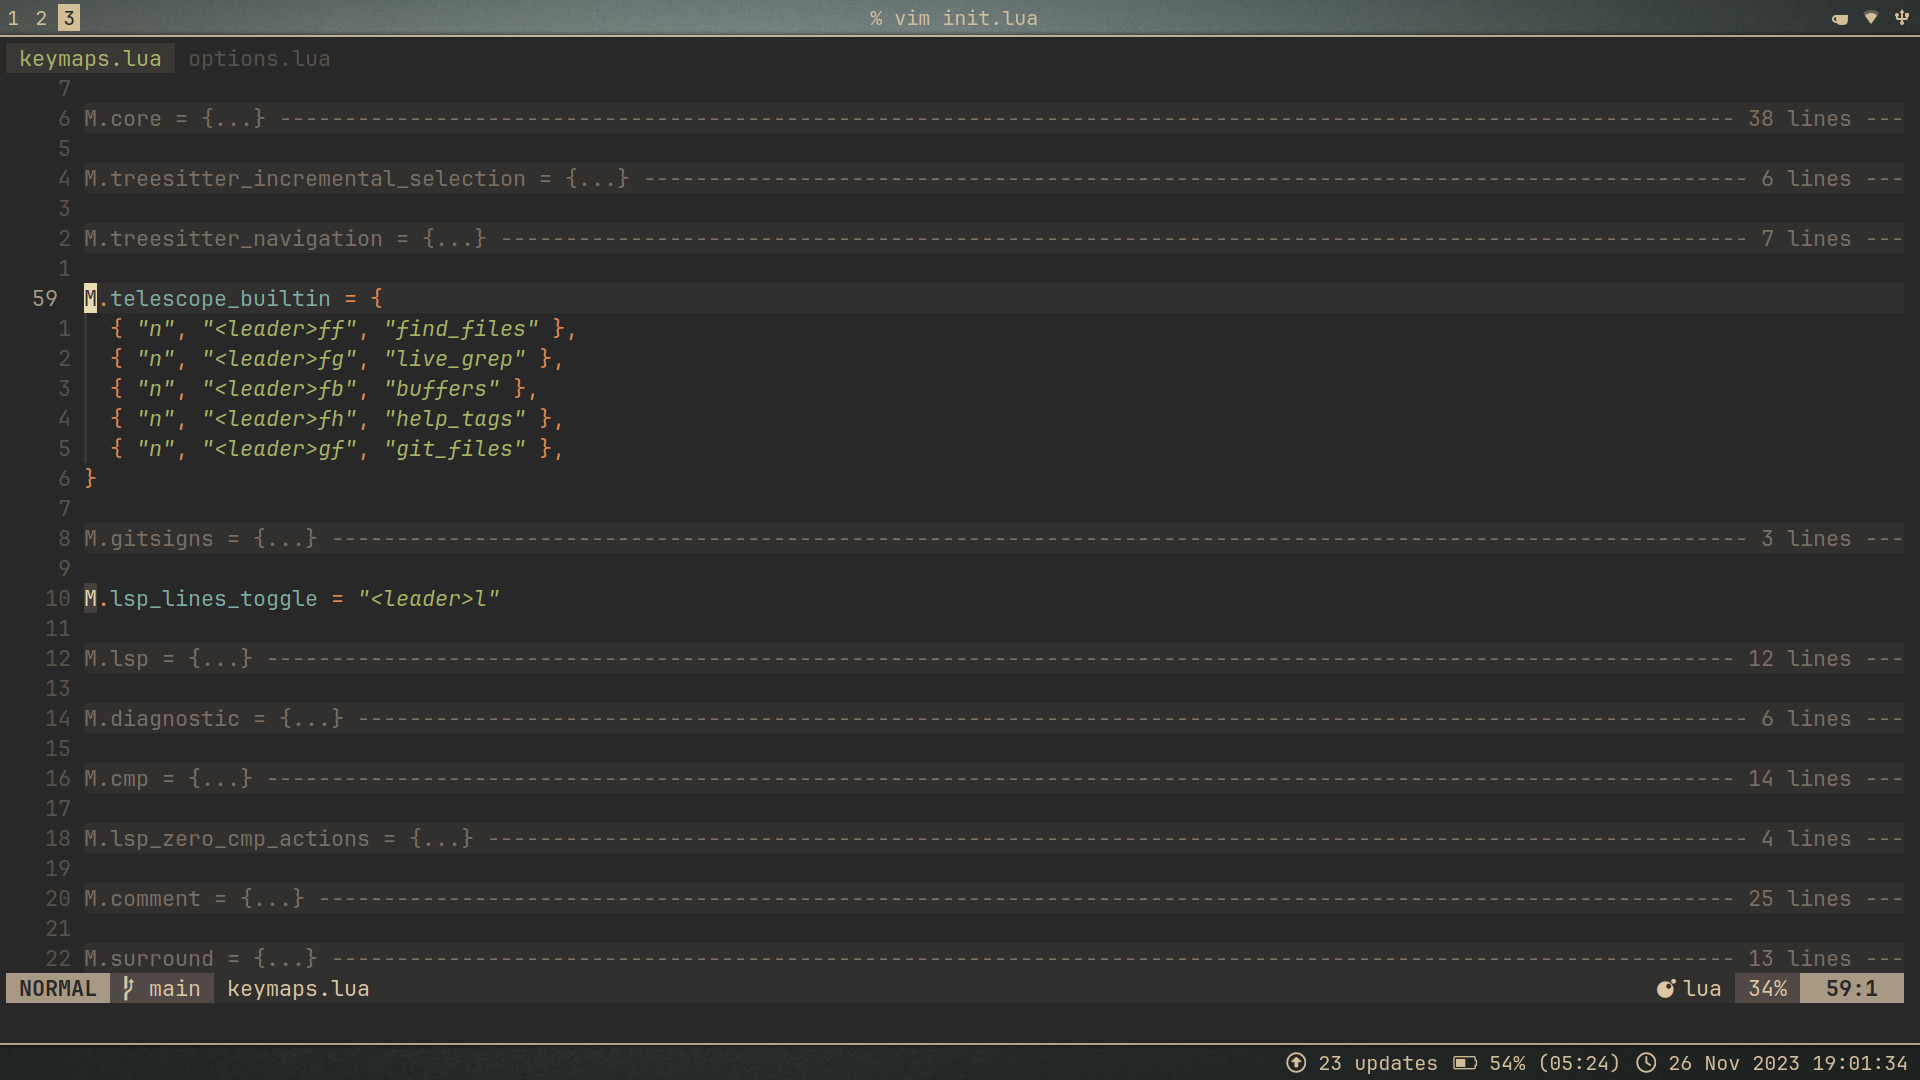 1 2 3 % vim init.lua
keymaps.lua options.lua
7
6 M.core = {...} ---------------------------------------------------------------------------------------------------------------- 38 lines ---
5
4 M.treesitter_incremental_selection = {...} ------------------------------------------------------------------------------------- 6 lines ---
3
2 M.treesitter_navigation = {...} ------------------------------------------------------------------------------------------------ 7 lines ---
1
59 M.telescope_builtin = {
1 { "n", "<leader>ff", "find_files" },
2 { "n", "<leader>fg", "live_grep" },
3 { "n", "<leader>fb", "buffers" },
4 { "n", "<leader>fh", "help_tags" },
5 { "n", "<leader>gf", "git_files" },
6 }
7
8 M.gitsigns = {...} ------------------------------------------------------------------------------------------------------------- 3 lines ---
9
10 M.lsp_lines_toggle = "<leader>l"
11
12 M.lsp = {...} ----------------------------------------------------------------------------------------------------------------- 12 lines ---
13
14 M.diagnostic = {...} ----------------------------------------------------------------------------------------------------------- 6 lines ---
15
16 M.cmp = {...} ----------------------------------------------------------------------------------------------------------------- 14 lines ---
17
18 M.lsp_zero_cmp_actions = {...} ------------------------------------------------------------------------------------------------- 4 lines ---
19
20 M.comment = {...} ------------------------------------------------------------------------------------------------------------- 25 lines ---
21
22 M.surround = {...} ------------------------------------------------------------------------------------------------------------ 13 lines ---
NORMAL main keymaps.lua lua 34% 59:1
23 updates 54% (05:24) 26 Nov 2023 19:01:34